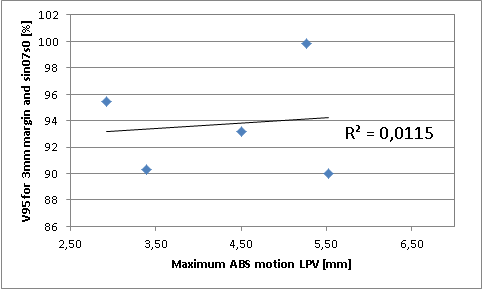 V95 for 3mm margin and sin07s0 [%]
102
100
98
96
94
92
90
88
86
R² = 0,0115
2,50 3,50 4,50 5,50 6,50
Maximum ABS motion LPV [mm]